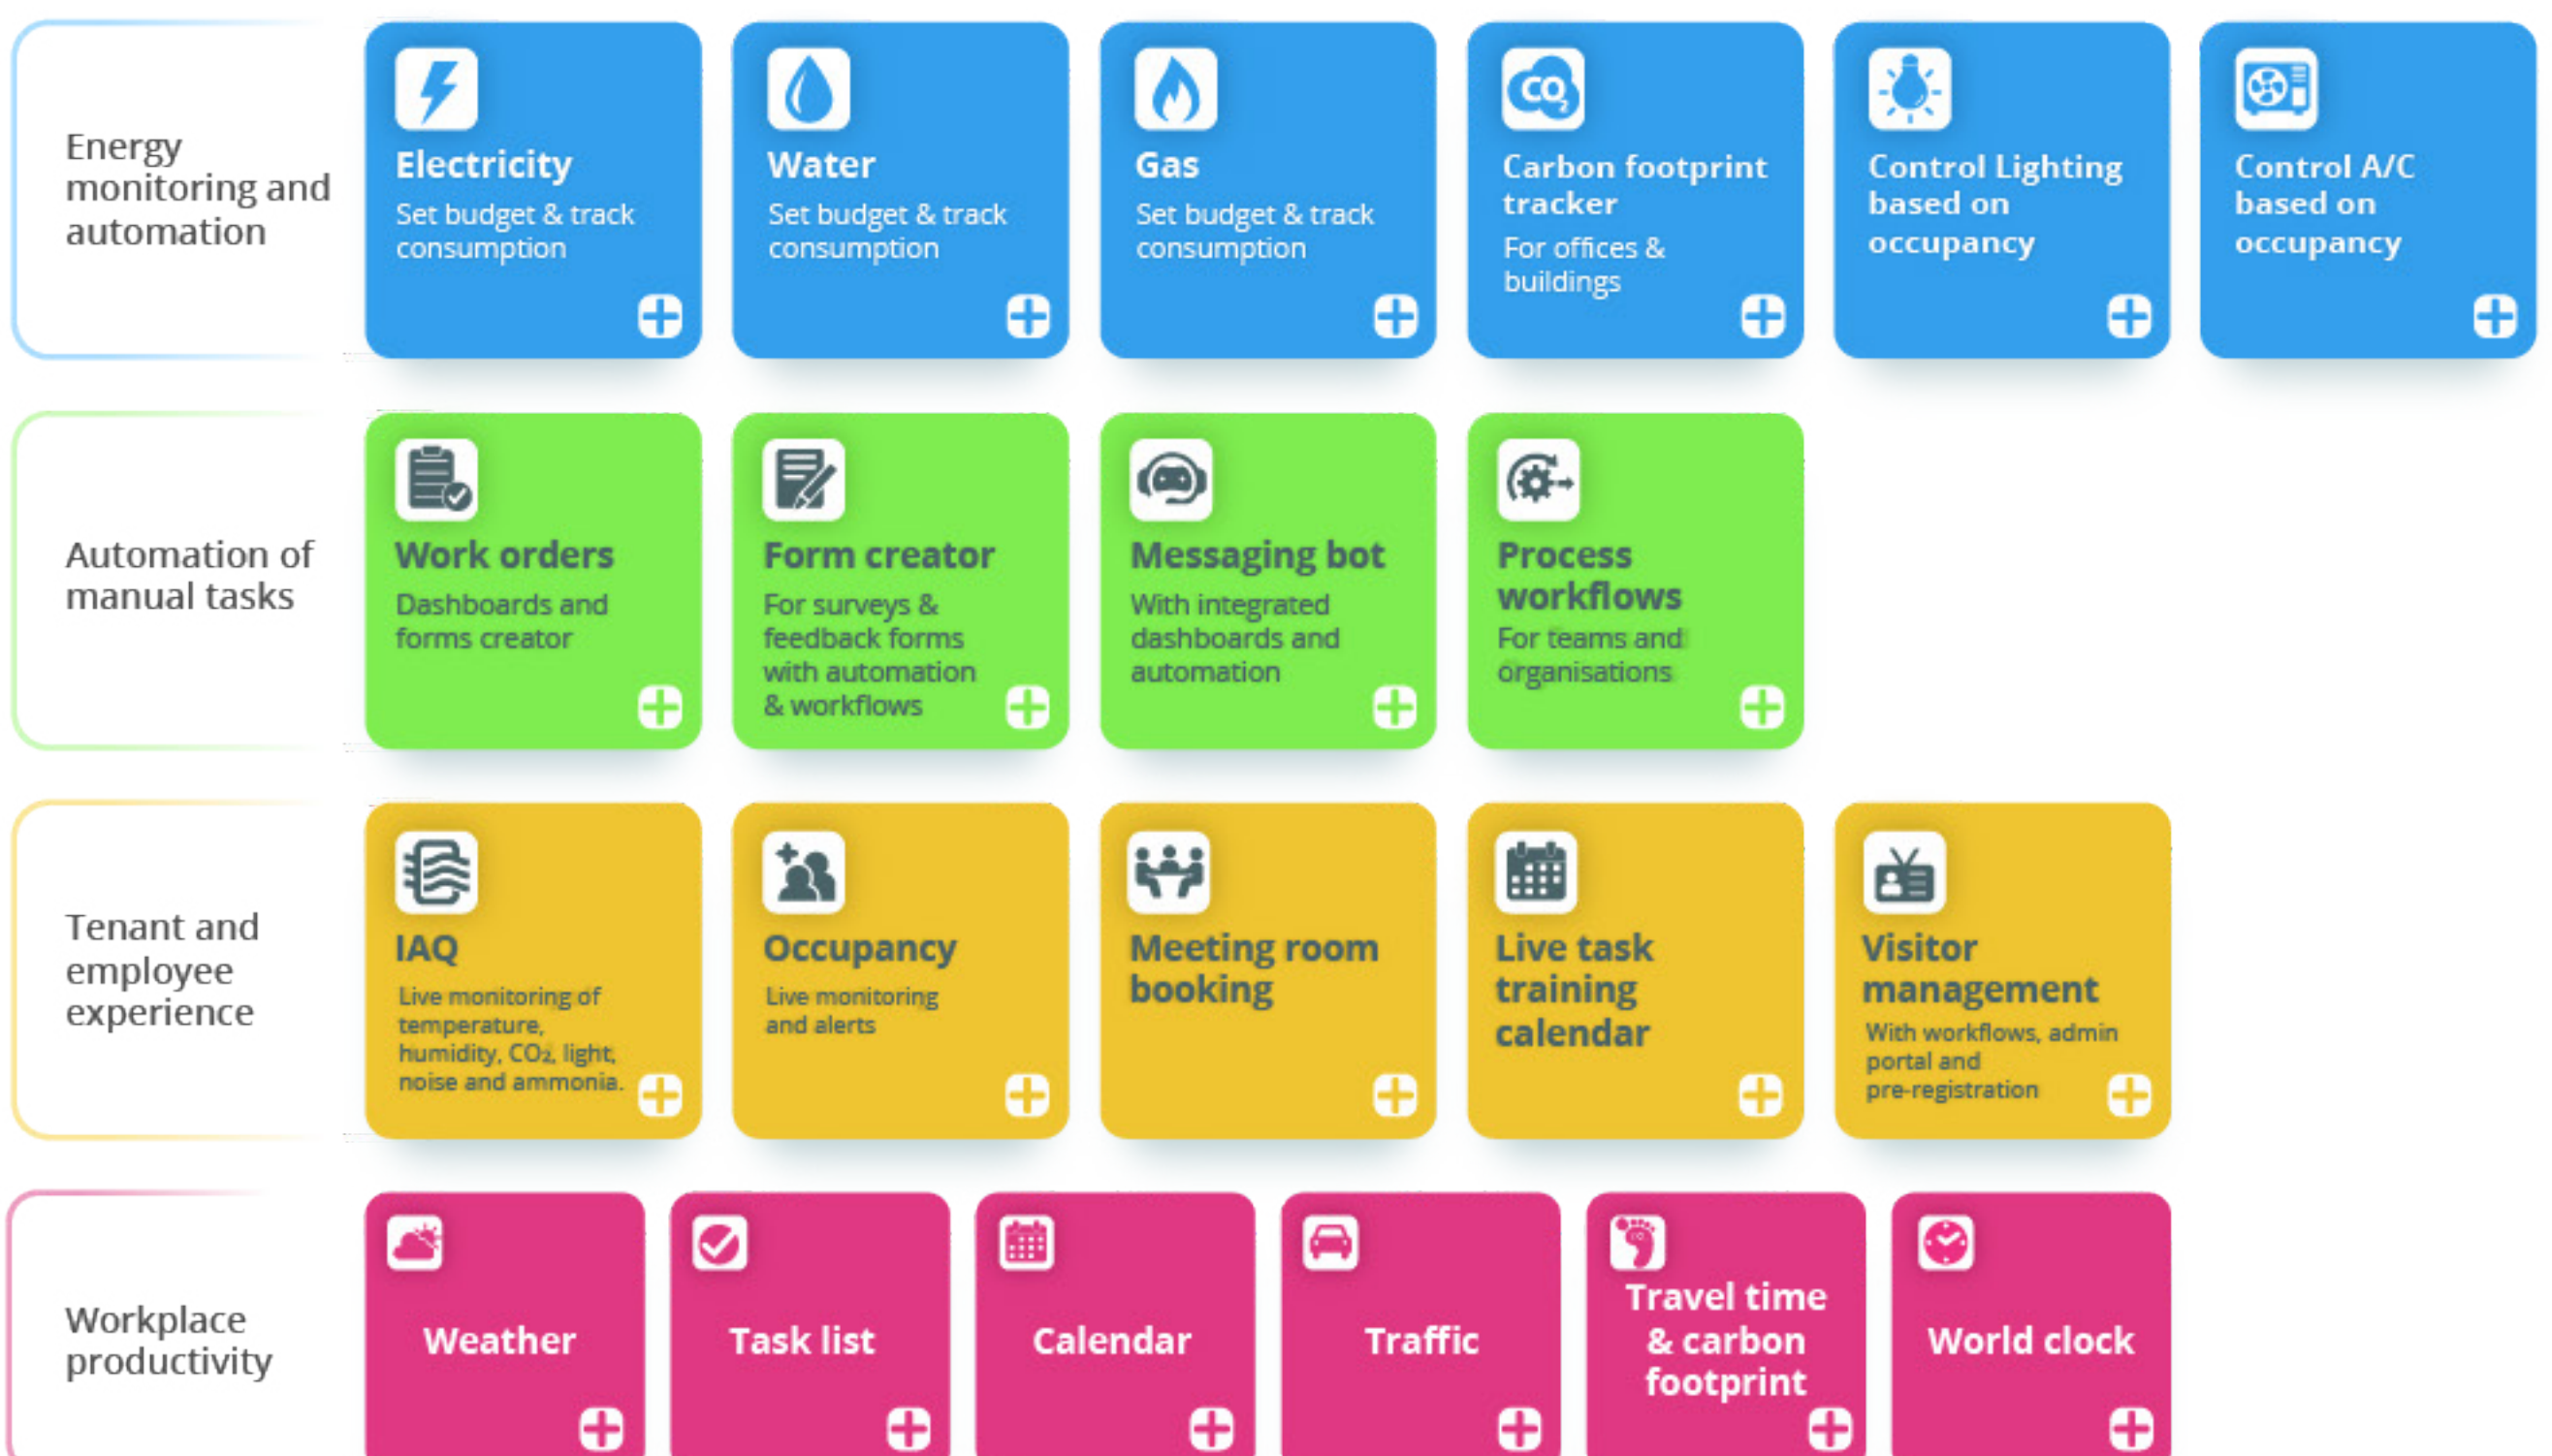 Energy
monitoring and
automation
Electricity
Set budget & track
consumption
Water
Set budget & track
consumption
Gas
Set budget & track
consumption
CO₂
Carbon footprint
tracker
For offices &
buildings
Control Lighting
based on
occupancy
Control A/C
based on
occupancy
Automation of
manual tasks
Work orders
Dashboards and
forms creator
Form creator
For surveys &
feedback forms
with automation
& workflows
Messaging bot
With integrated
dashboards and
automation
Process
workflows
For teams and
organisations
Tenant and
employee
experience
IAQ
Live monitoring of
temperature,
humidity, CO₂, light,
noise and ammonia.
Occupancy
Live monitoring
and alerts
Meeting room
booking
Live task
training
calendar
Visitor
management
With workflows, admin
portal and
pre-registration
Workplace
productivity
Weather
Task list
Calendar
Traffic
Travel time
& carbon
footprint
World clock